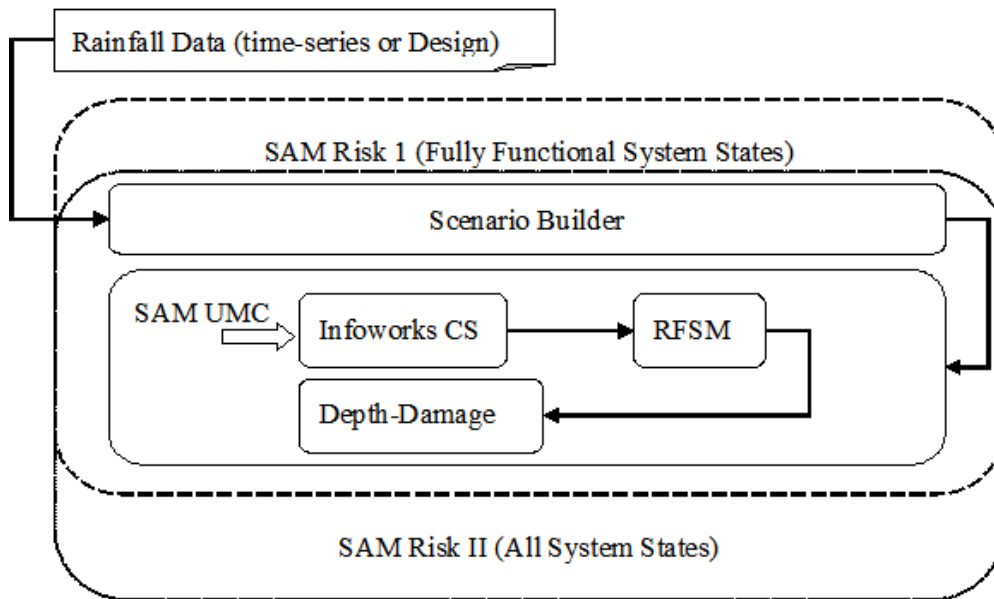 Rainfall Data (time-series or Design)
SAM Risk 1 (Fully Functional System States)
Scenario Builder
SAM UMC
Infoworks CS
RFSM
Depth-Damage
SAM Risk II (All System States)